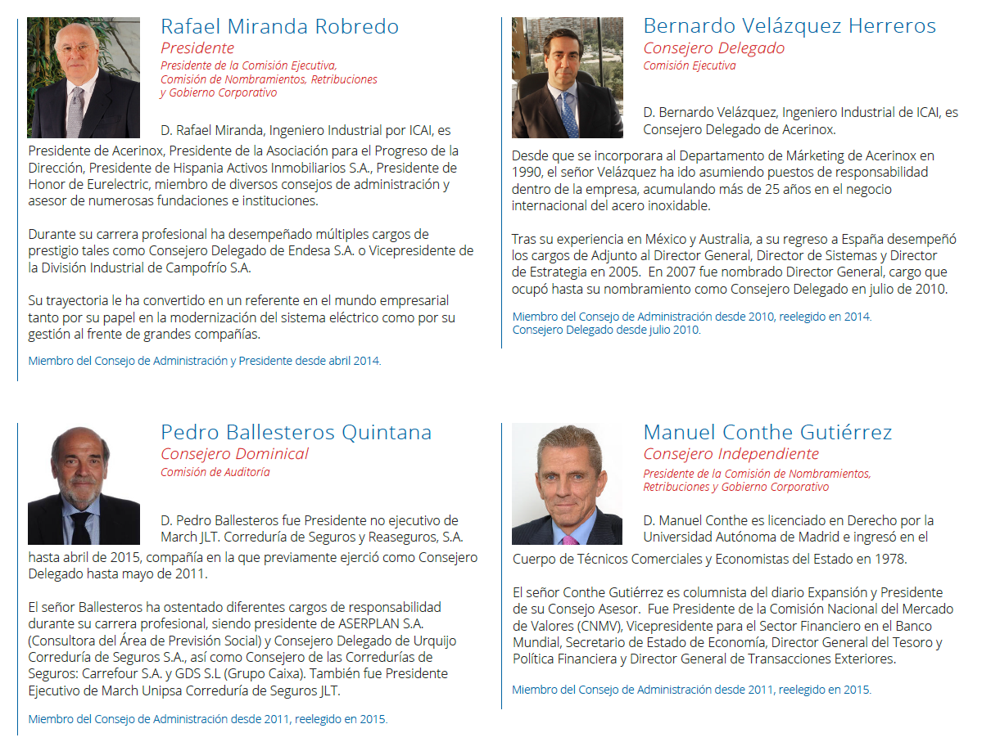 Rafael Miranda Robredo
Presidente
Presidente de la Comisión Ejecutiva,
Comisión de Nombramientos, Retribuciones
y Gobierno Corporativo
D. Rafael Miranda, Ingeniero Industrial por ICAI, es
Presidente de Acerinox, Presidente de la Asociación para el Progreso de la
Dirección, Presidente de Hispania Activos Inmobiliarios S.A., Presidente de
Honor de Eurelectric, miembro de diversos consejos de administración y
asesor de numerosas fundaciones e instituciones.
Durante su carrera profesional ha desempeñado múltiples cargos de
prestigio tales como Consejero Delegado de Endesa S.A. o Vicepresidente de
la División Industrial de Campofrío S.A.
Su trayectoria le ha convertido en un referente en el mundo empresarial
tanto por su papel en la modernización del sistema eléctrico como por su
gestión al frente de grandes compañías.
Miembro del Consejo de Administración y Presidente desde abril 2014.
Bernardo Velázquez Herreros
Consejero Delegado
Comisión Ejecutiva
D. Bernardo Velázquez, Ingeniero Industrial de ICAI, es
Consejero Delegado de Acerinox.
Desde que se incorporara al Departamento de Márketing de Acerinox en
1990, el señor Velázquez ha ido asumiendo puestos de responsabilidad
dentro de la empresa, acumulando más de 25 años en el negocio
internacional del acero inoxidable.
Tras su experiencia en México y Australia, a su regreso a España desempeñó
los cargos de Adjunto al Director General, Director de Sistemas y Director
de Estrategia en 2005.  En 2007 fue nombrado Director General, cargo que
ocupó hasta su nombramiento como Consejero Delegado en julio de 2010.
Miembro del Consejo de Administración desde 2010, reelegido en 2014.
Consejero Delegado desde julio 2010.
Pedro Ballesteros Quintana
Consejero Dominical
Comisión de Auditoría
D. Pedro Ballesteros fue Presidente no ejecutivo de
March JLT. Correduría de Seguros y Reaseguros, S.A.
hasta abril de 2015, compañía en la que previamente ejerció como Consejero
Delegado hasta mayo de 2011.
El señor Ballesteros ha ostentado diferentes cargos de responsabilidad
durante su carrera profesional, siendo presidente de ASERPLAN S.A.
(Consultora del Área de Previsión Social) y Consejero Delegado de Urquijo
Correduría de Seguros S.A., así como Consejero de las Corredurías de
Seguros: Carrefour S.A. y GDS S.L (Grupo Caixa). También fue Presidente
Ejecutivo de March Unipsa Correduría de Seguros JLT.
Miembro del Consejo de Administración desde 2011, reelegido en 2015.
Manuel Conthe Gutiérrez
Consejero Independiente
Presidente de la Comisión de Nombramientos,
Retribuciones y Gobierno Corporativo
D. Manuel Conthe es licenciado en Derecho por la
Universidad Autónoma de Madrid e ingresó en el
Cuerpo de Técnicos Comerciales y Economistas del Estado en 1978.
El señor Conthe Gutiérrez es columnista del diario Expansión y Presidente
de su Consejo Asesor.  Fue Presidente de la Comisión Nacional del Mercado
de Valores (CNMV), Vicepresidente para el Sector Financiero en el Banco
Mundial, Secretario de Estado de Economía, Director General del Tesoro y
Política Financiera y Director General de Transacciones Exteriores.
Miembro del Consejo de Administración desde 2011, reelegido en 2015.